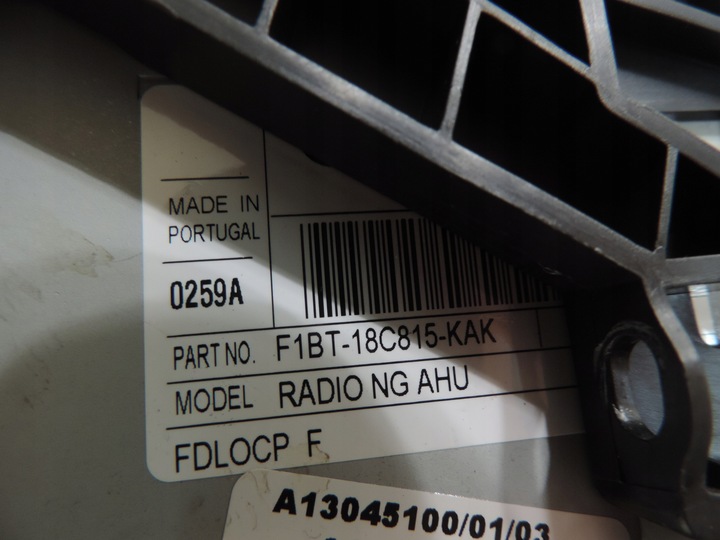 MADE IN
PORTUGAL
0259A
PART NO. F1BT-18C815-KAK
MODEL RADIO NG AHU
FDLOCP F
A13045100/01/03